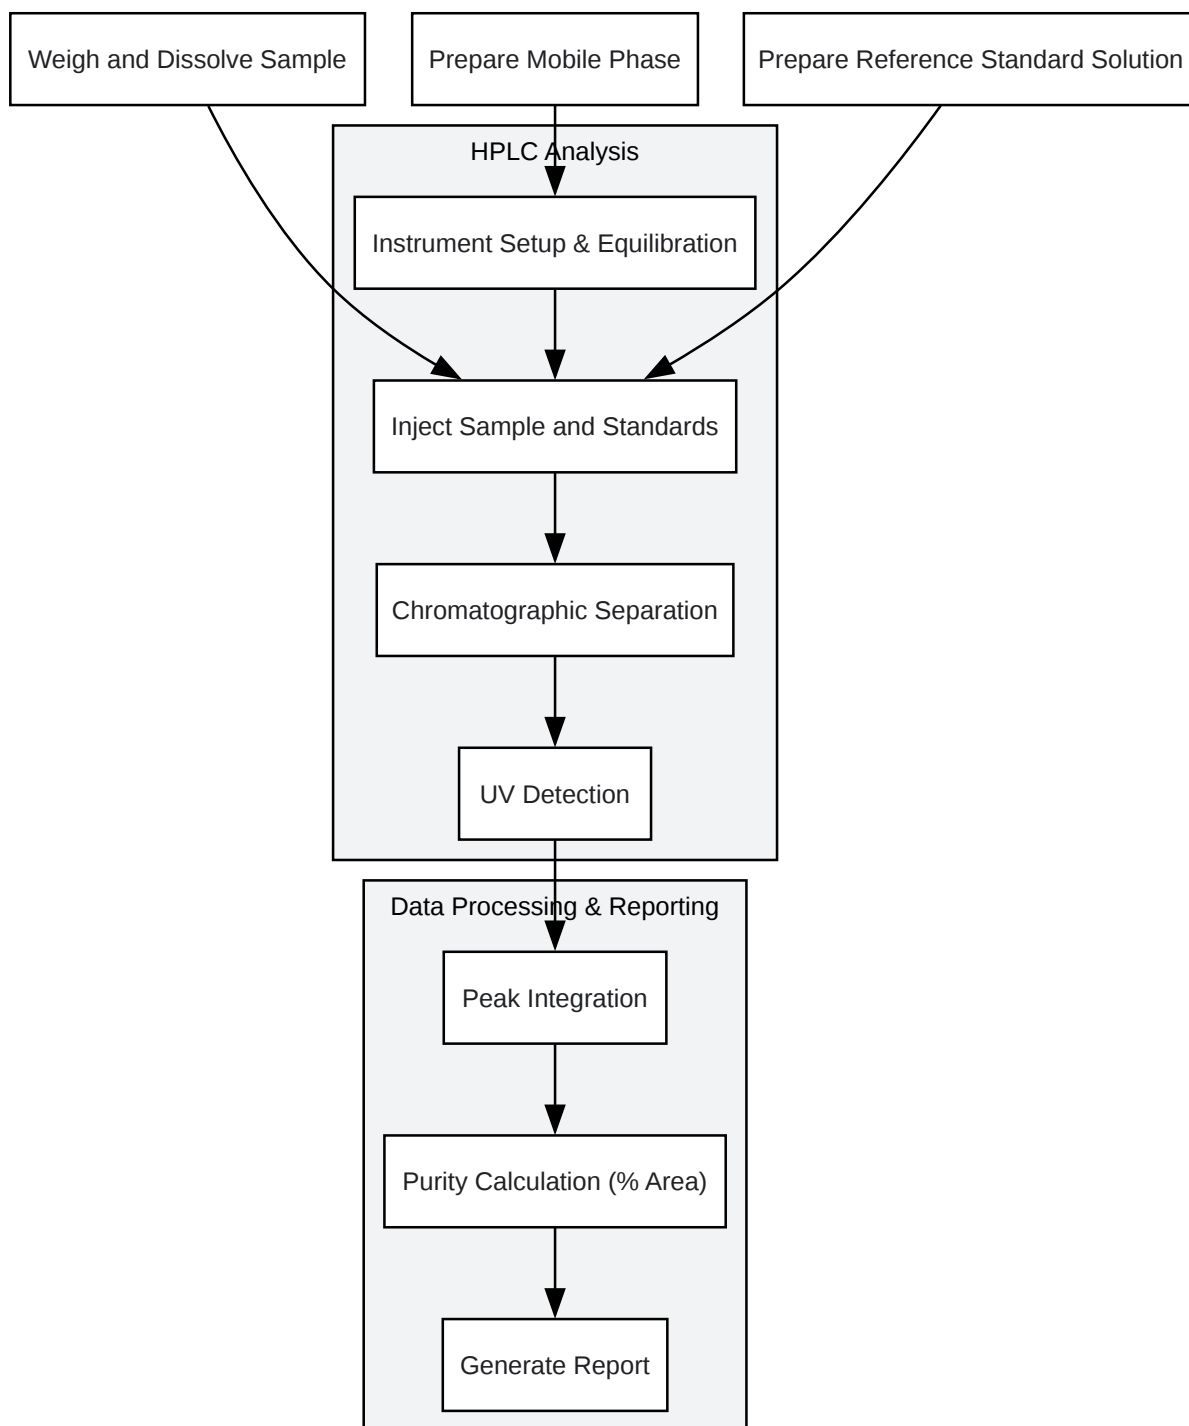 Weigh and Dissolve Sample
Prepare Mobile Phase
Prepare Reference Standard Solution
HPLC Analysis
Instrument Setup & Equilibration
Inject Sample and Standards
Chromatographic Separation
UV Detection
Data Processing & Reporting
Peak Integration
Purity Calculation (% Area)
Generate Report